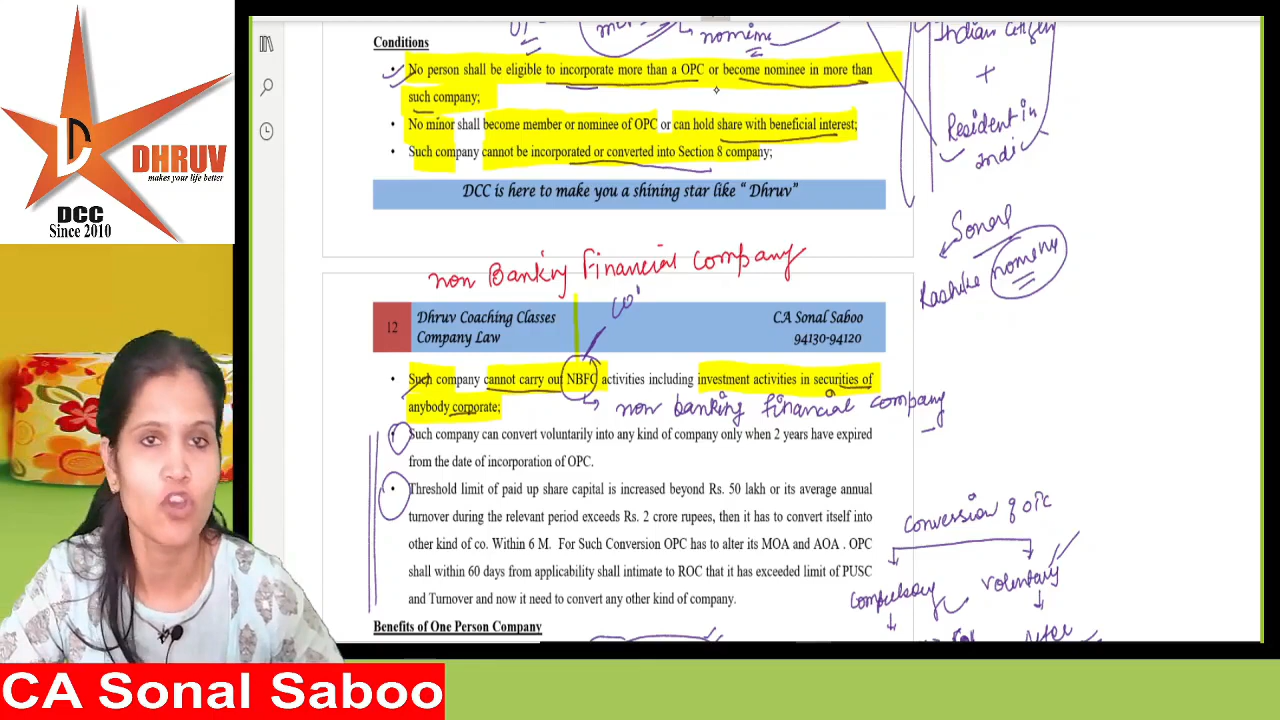 nomine
Conditions
• No person shall be eligible to incorporate more than a OPC or become nominee in more than
such company;
• No minor shall become member or nominee of OPC or can hold share with beneficial interest;
• Such company cannot be incorporated or converted into Section 8 company;
DCC is here to make you a shining star like “ Dhruv”
Indian Citizen
+
Resident in
Indi
Sonal
Rashike nomeny
DHRUV
makes your life better
DCC
Since 2010
non Banking Financial Company
co'
12
Dhruv Coaching Classes
Company Law
CA Sonal Saboo
94130-94120
• Such company cannot carry out NBFC activities including investment activities in securities of
anybody corporate;
non banking financial company
• Such company can convert voluntarily into any kind of company only when 2 years have expired
from the date of incorporation of OPC.
• Threshold limit of paid up share capital is increased beyond Rs. 50 lakh or its average annual
turnover during the relevant period exceeds Rs. 2 crore rupees, then it has to convert itself into
other kind of co. Within 6 M. For Such Conversion OPC has to alter its MOA and AOA . OPC
shall within 60 days from applicability shall intimate to ROC that it has exceeded limit of PUSC
and Turnover and now it need to convert any other kind of company.
Benefits of One Person Company
Conversion of OPC
Compulsory
voluntary
After
CA Sonal Saboo